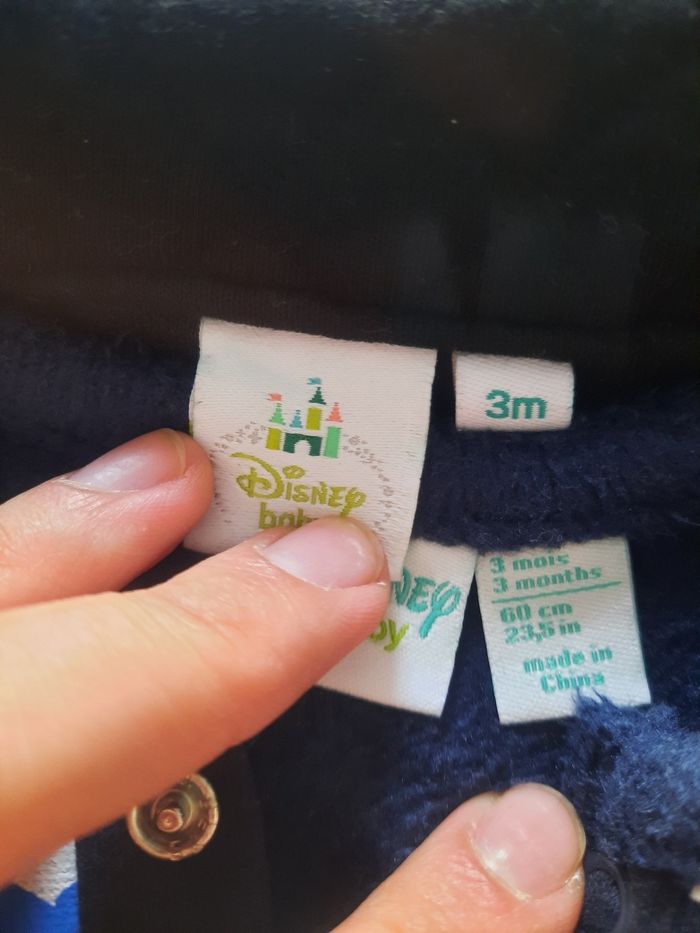 DISNEY
3m
3 mois
3 months
60 cm
23,5 in
made in
China